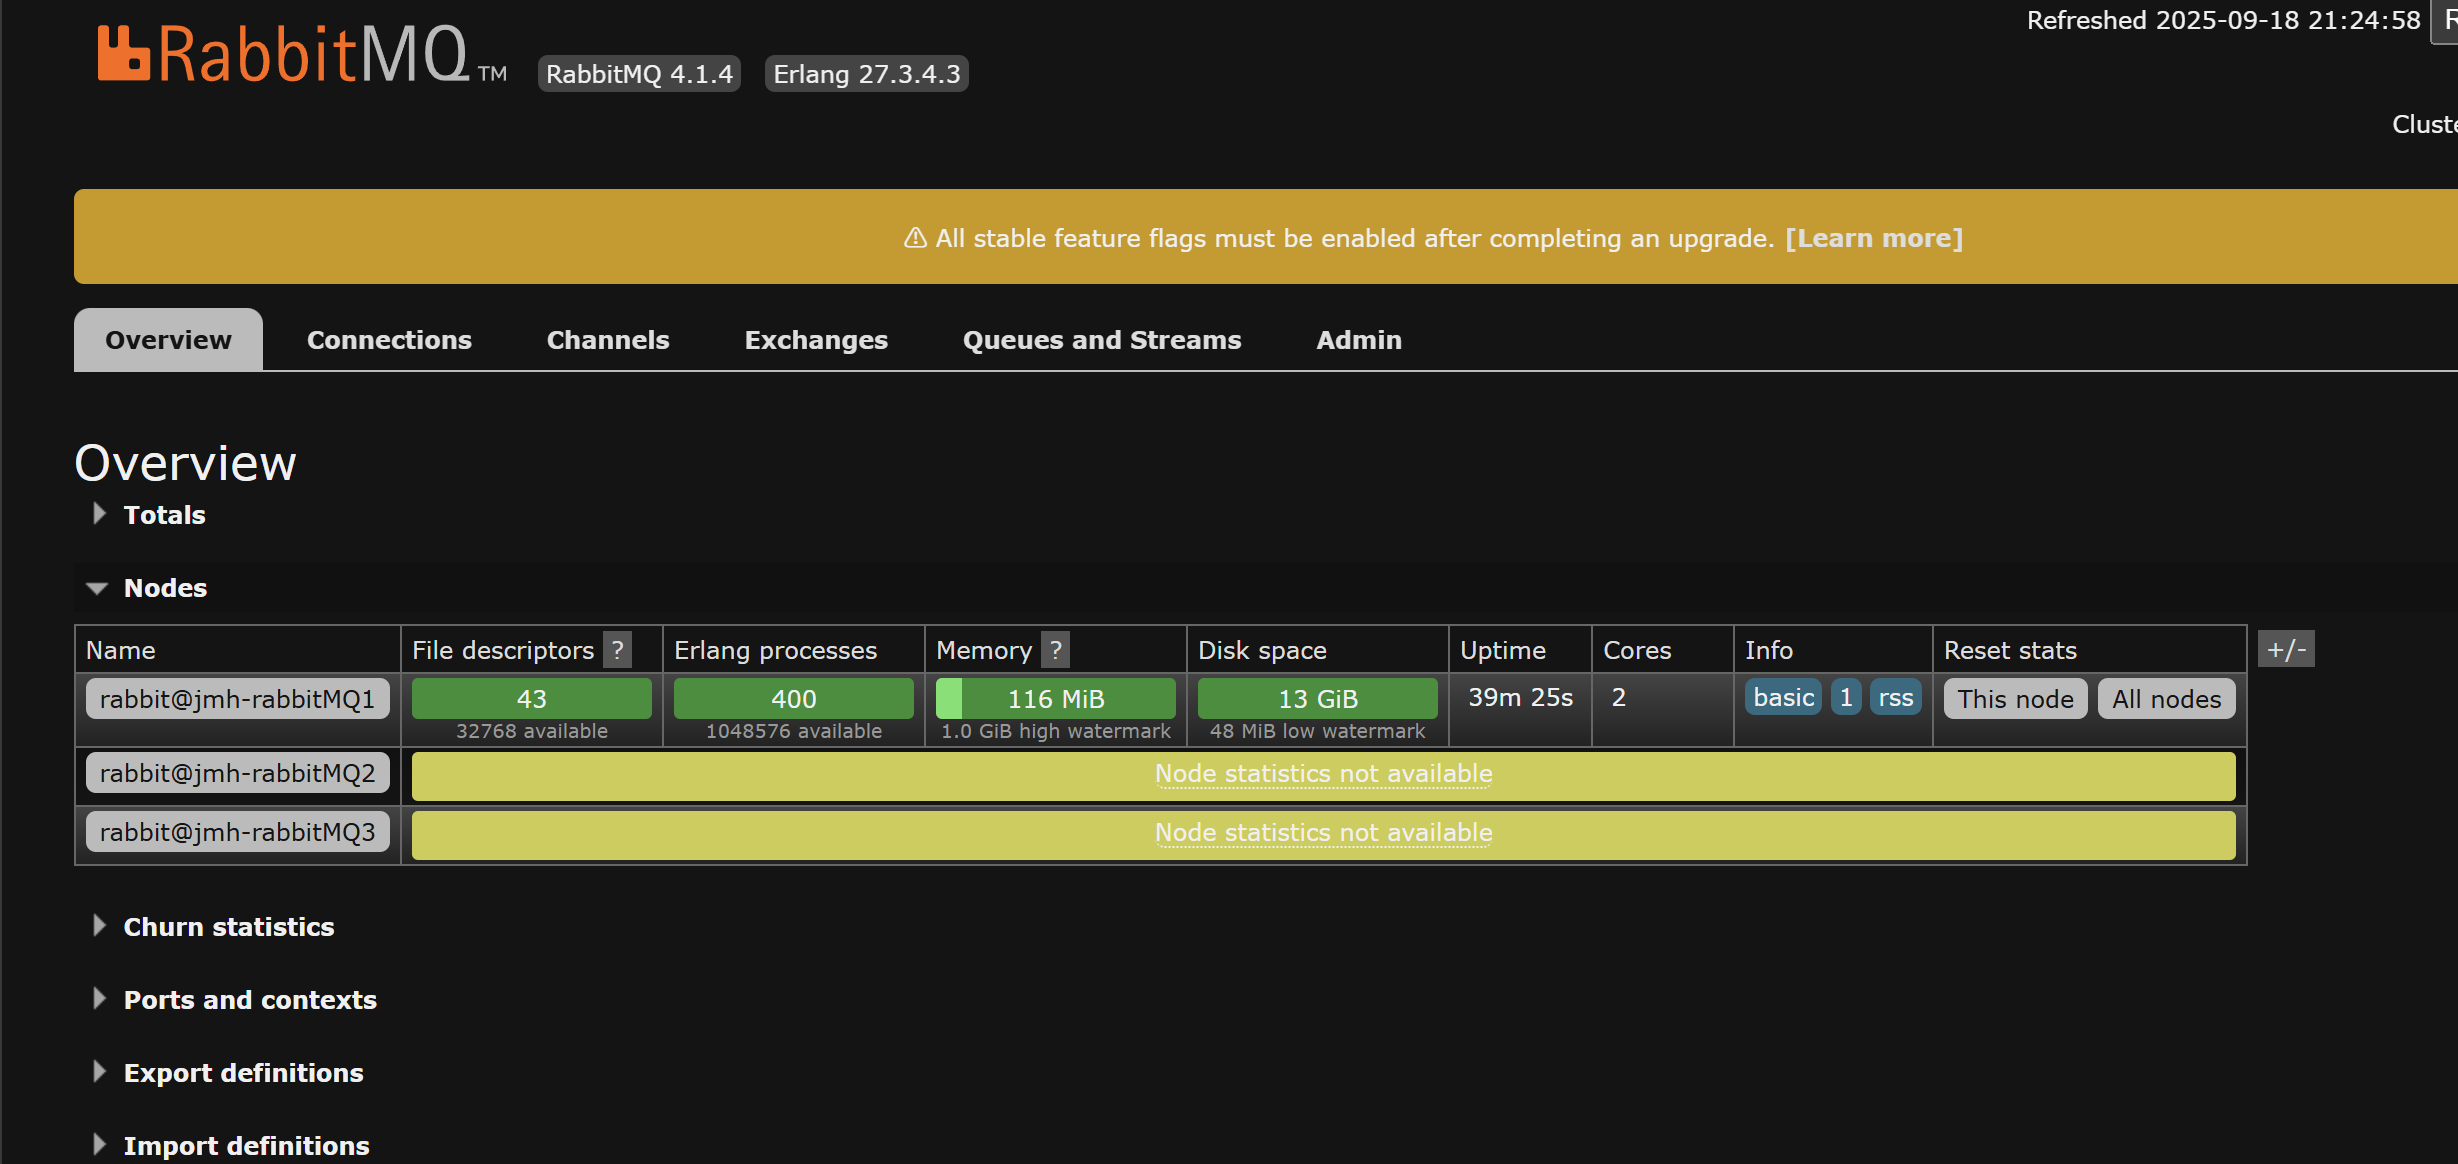 Refreshed 2025-09-18 21:24:58
RabbitMQ™ RabbitMQ 4.1.4 Erlang 27.3.4.3
⚠ All stable feature flags must be enabled after completing an upgrade. [Learn more]
Overview Connections Channels Exchanges Queues and Streams Admin
Overview
Totals
Nodes
Name File descriptors ? Erlang processes Memory ? Disk space Uptime Cores Info Reset stats +/-
rabbit@jmh-rabbitMQ1 43 400 116 MiB 13 GiB 39m 25s 2 basic 1 rss This node All nodes
32768 available 1048576 available 1.0 GiB high watermark 48 MiB low watermark
rabbit@jmh-rabbitMQ2 Node statistics not available
rabbit@jmh-rabbitMQ3 Node statistics not available
Churn statistics
Ports and contexts
Export definitions
Import definitions